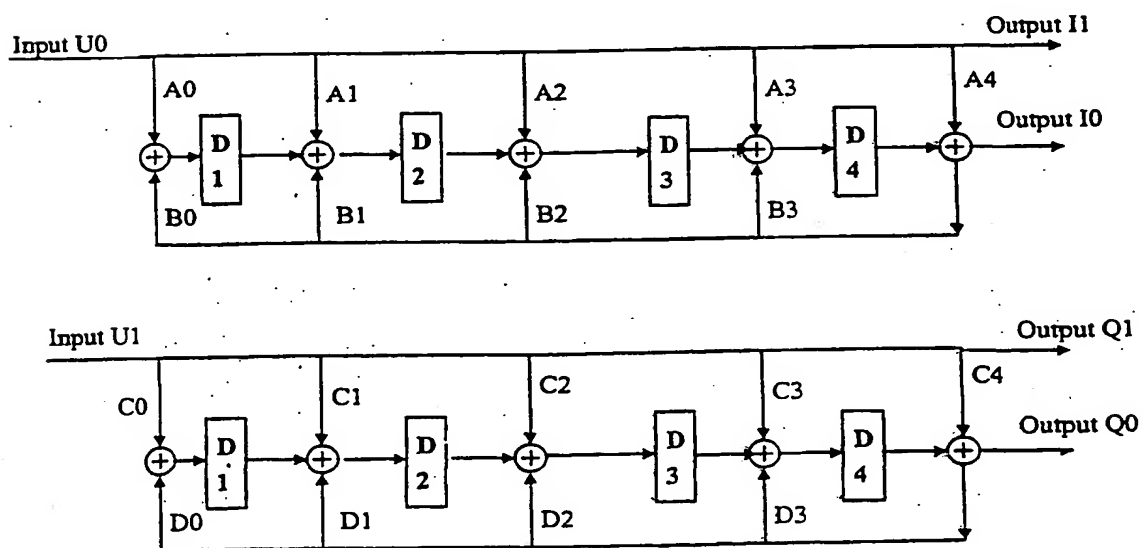 Input U0
Output I1
A0
A1
A2
A3
A4
Output I0
D
1
D
2
D
3
D
4
B0
B1
B2
B3
Input U1
Output Q1
C0
C1
C2
C3
C4
Output Q0
D
1
D
2
D
3
D
4
D0
D1
D2
D3